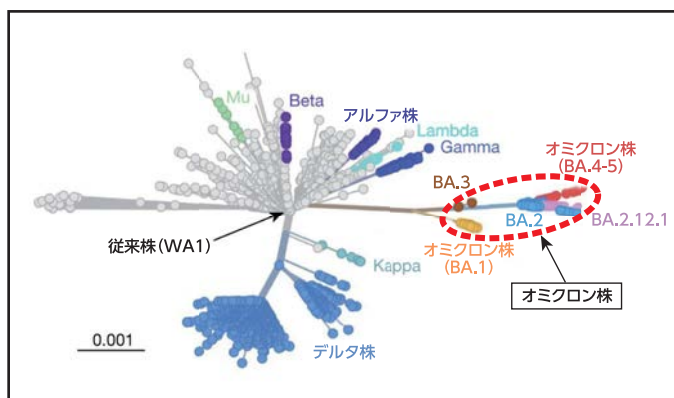 Mu
Beta
アルファ株
Lambda
Gamma
オミクロン株
(BA.4-5)
BA.3
BA.2
BA.2.12.1
従来株(WA1)
オミクロン株
(BA.1)
Kappa
オミクロン株
0.001
デルタ株